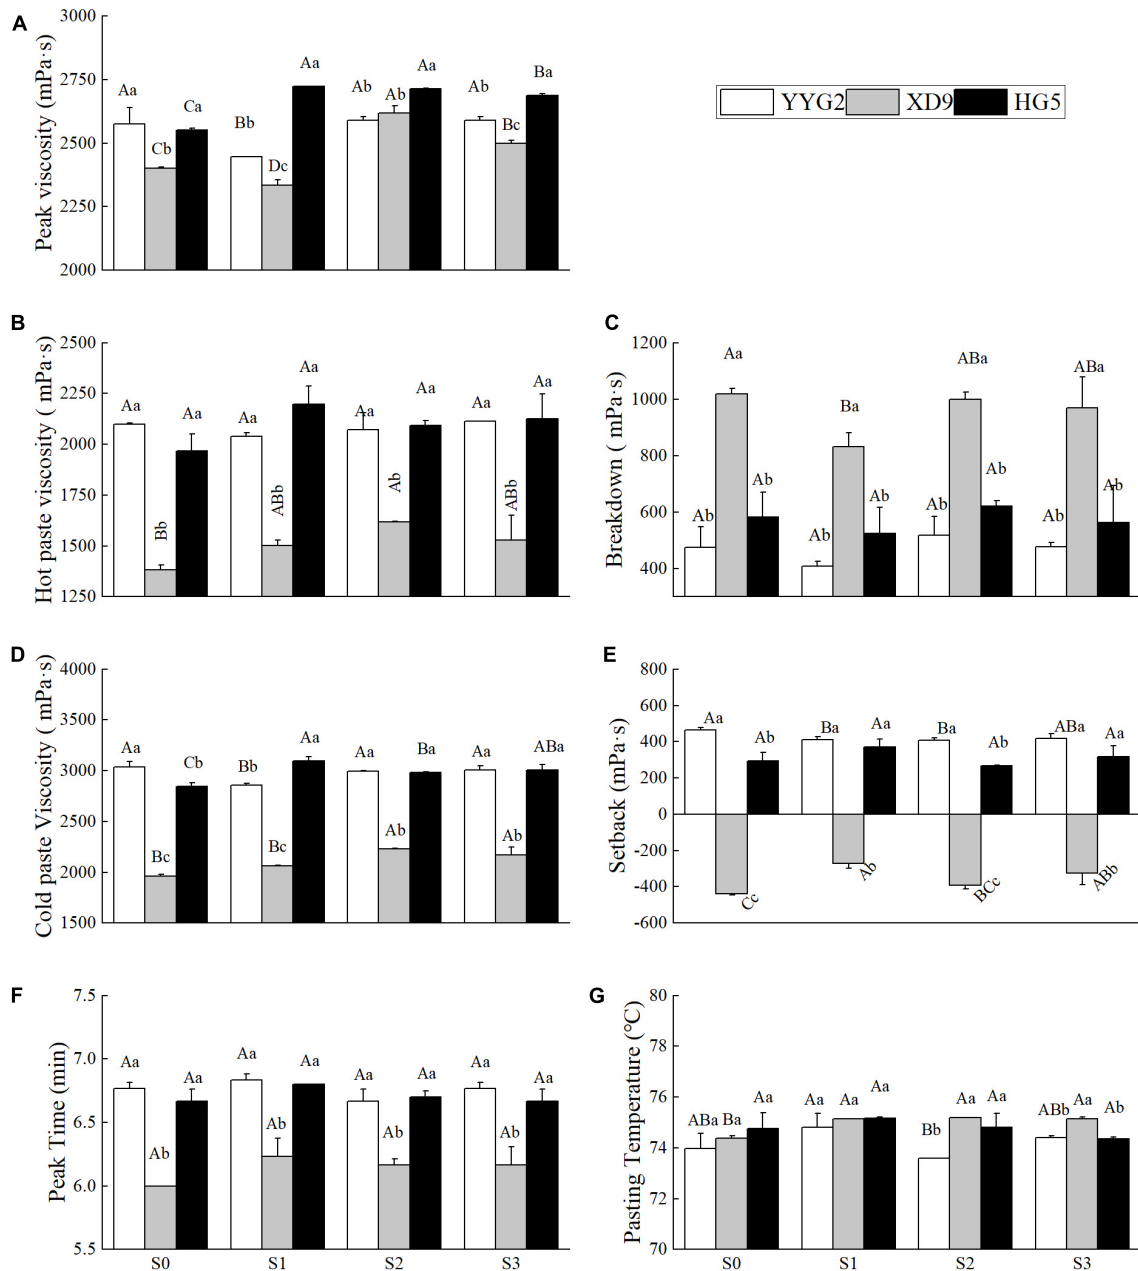 A
Peak viscosity (mPa·s)
3000
2750
2500
2250
2000
Aa
Cb
Ca
Bb
Dc
Aa
Ab
Ab
Aa
Ab
Bc
Ba
YYG2 XD9 HG5
B
Hot paste viscosity ( mPa·s)
2500
2250
2000
1750
1500
1250
Aa
Bb
Aa
Aa
ABb
Aa
Aa
Ab
Aa
Aa
ABb
Aa
C
Breakdown ( mPa·s)
1200
1000
800
600
400
Ab
Aa
Ab
Ab
Ba
Ab
Ab
ABa
Ab
Ab
ABa
Ab
D
Cold paste Viscosity ( mPa·s)
4000
3500
3000
2500
2000
1500
Aa
Bc
Cb
Bb
Bc
Aa
Aa
Ab
Ba
Aa
Ab
ABa
E
Setback (mPa·s)
800
600
400
200
0
-200
-400
-600
Aa
Cc
Ab
Ba
Ab
Aa
Ba
BCc
Ab
ABa
ABb
Aa
F
Peak Time (min)
7.5
7.0
6.5
6.0
5.5
Aa
Ab
Aa
Aa
Ab
Aa
Aa
Ab
Aa
Aa
Ab
Aa
S0 S1 S2 S3
G
Pasting Temperature (°C)
80
78
76
74
72
70
ABa
Ba
Aa
Aa
Aa
Aa
Bb
Aa
Aa
ABb
Aa
Ab
S0 S1 S2 S3